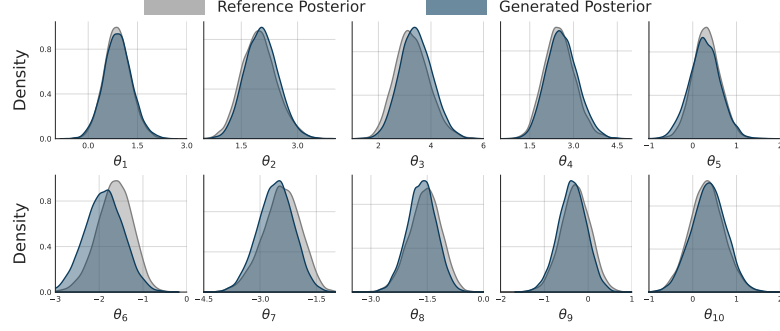 Reference Posterior Generated Posterior
Density
0.8
0.4
0.0
0.0 1.5 3.0
1.5 3.0
2 4 6
1.5 3.0 4.5
−1 0 1 2
θ1 θ2 θ3 θ4 θ5
Density
0.8
0.4
0.0
−3 −2 −1 0
−4.5 −3.0 −1.5
−3.0 −1.5 0.0
−2 −1 0 1
−1 0 1 2
θ6 θ7 θ8 θ9 θ10